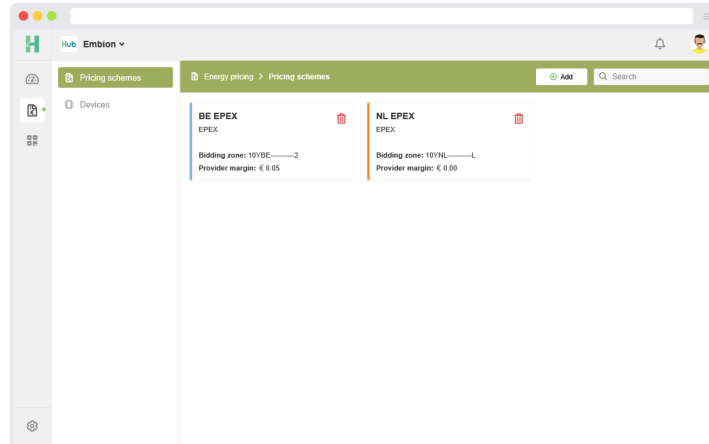 Hub Embion
Pricing schemes
Devices
Energy pricing > Pricing schemes
Add
Search
BE EPEX
EPEX
Bidding zone: 10YBE----------2
Provider margin: € 0.05
NL EPEX
EPEX
Bidding zone: 10YNL----------L
Provider margin: € 0.00